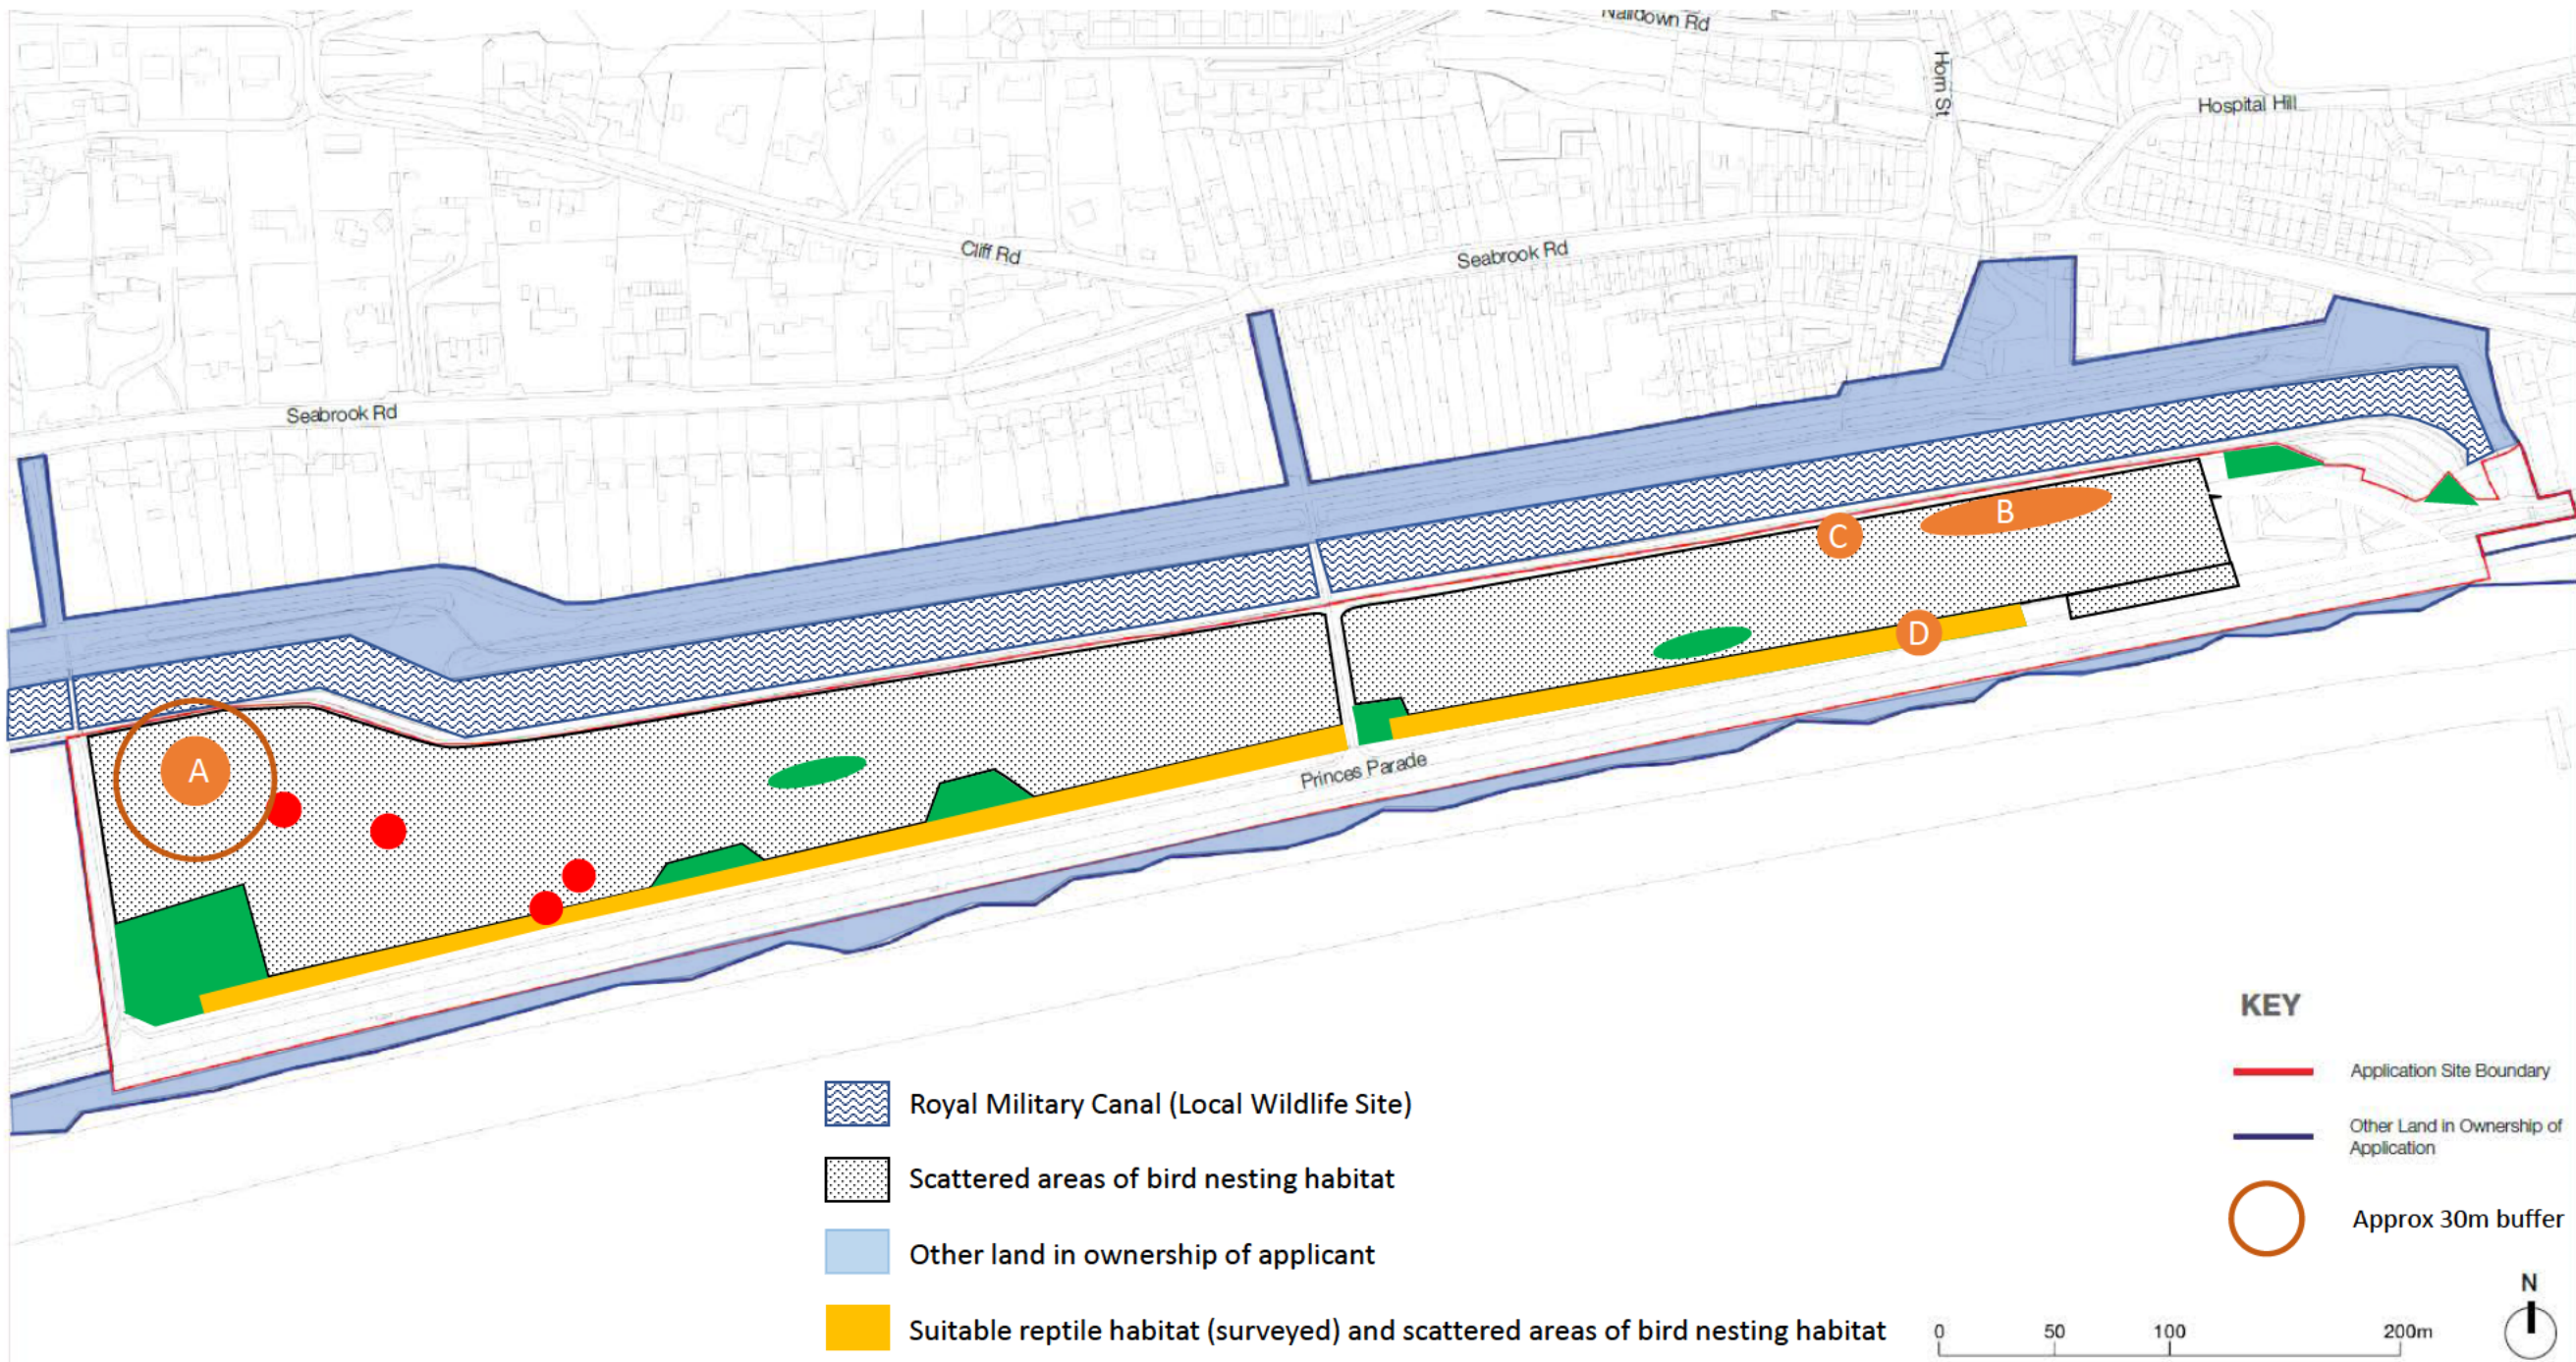 Naildown Rd
Horn St
Hospital Hill
Cliff Rd
Seabrook Rd
Seabrook Rd
B
C
D
A
Princes Parade
KEY
Application Site Boundary
Other Land in Ownership of
Application
Approx 30m buffer
Royal Military Canal (Local Wildlife Site)
Scattered areas of bird nesting habitat
Other land in ownership of applicant
Suitable reptile habitat (surveyed) and scattered areas of bird nesting habitat
0 50 100 200m
N